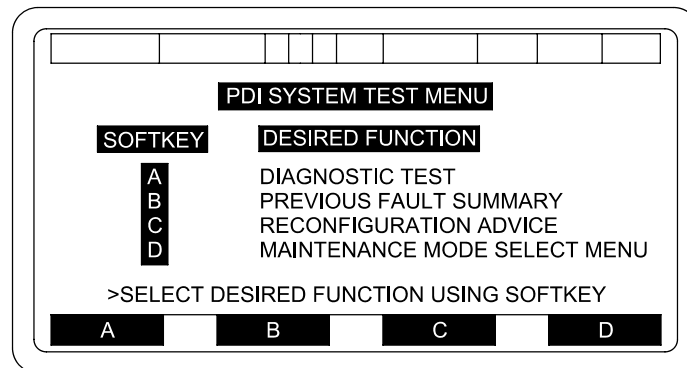 PDI SYSTEM TEST MENU
SOFTKEY DESIRED FUNCTION
A DIAGNOSTIC TEST
B PREVIOUS FAULT SUMMARY
C RECONFIGURATION ADVICE
D MAINTENANCE MODE SELECT MENU
>SELECT DESIRED FUNCTION USING SOFTKEY
A B C D